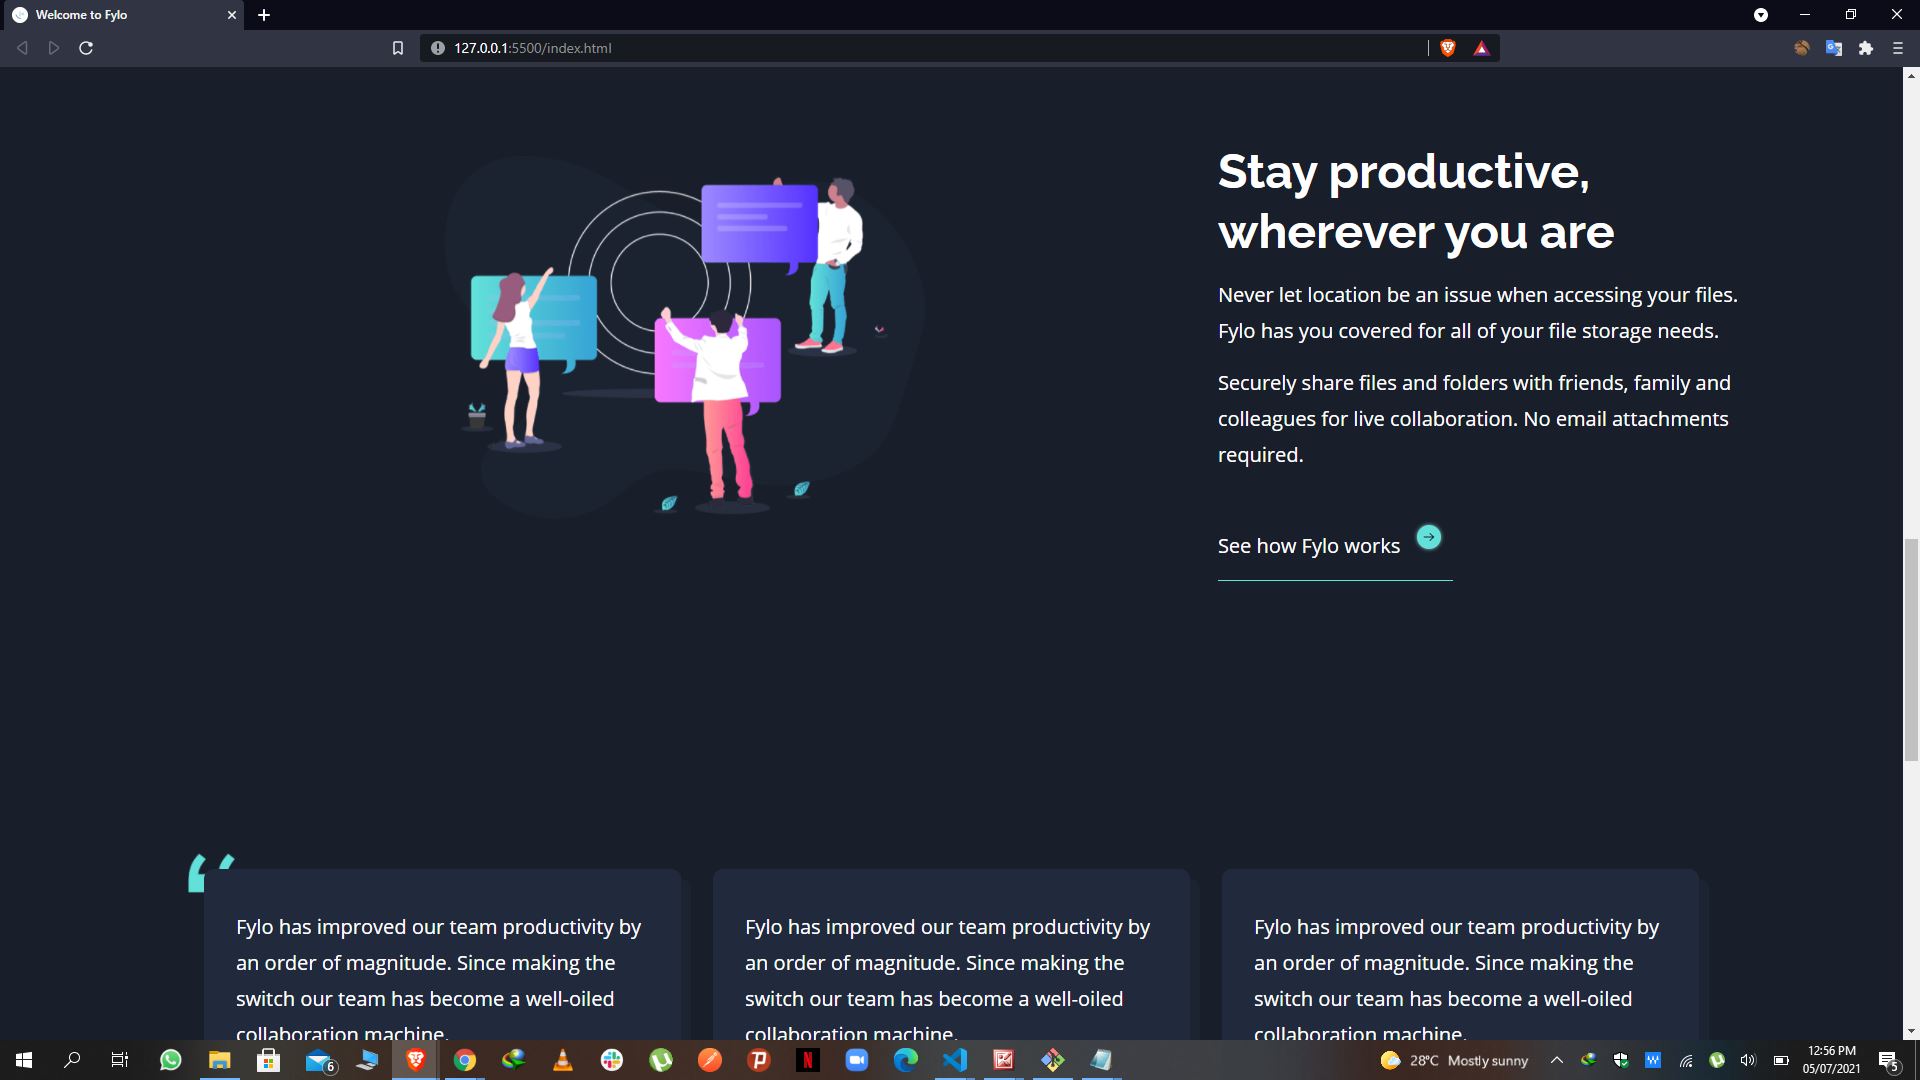 Welcome to Fylo
127.0.0.1:5500/index.html
Stay productive,
wherever you are
Never let location be an issue when accessing your files.
Fylo has you covered for all of your file storage needs.
Securely share files and folders with friends, family and
colleagues for live collaboration. No email attachments
required.
See how Fylo works
“
Fylo has improved our team productivity by
an order of magnitude. Since making the
switch our team has become a well-oiled
collaboration machine.
Fylo has improved our team productivity by
an order of magnitude. Since making the
switch our team has become a well-oiled
collaboration machine.
Fylo has improved our team productivity by
an order of magnitude. Since making the
switch our team has become a well-oiled
collaboration machine.
6
28°C Mostly sunny
12:56 PM
05/07/2021
5